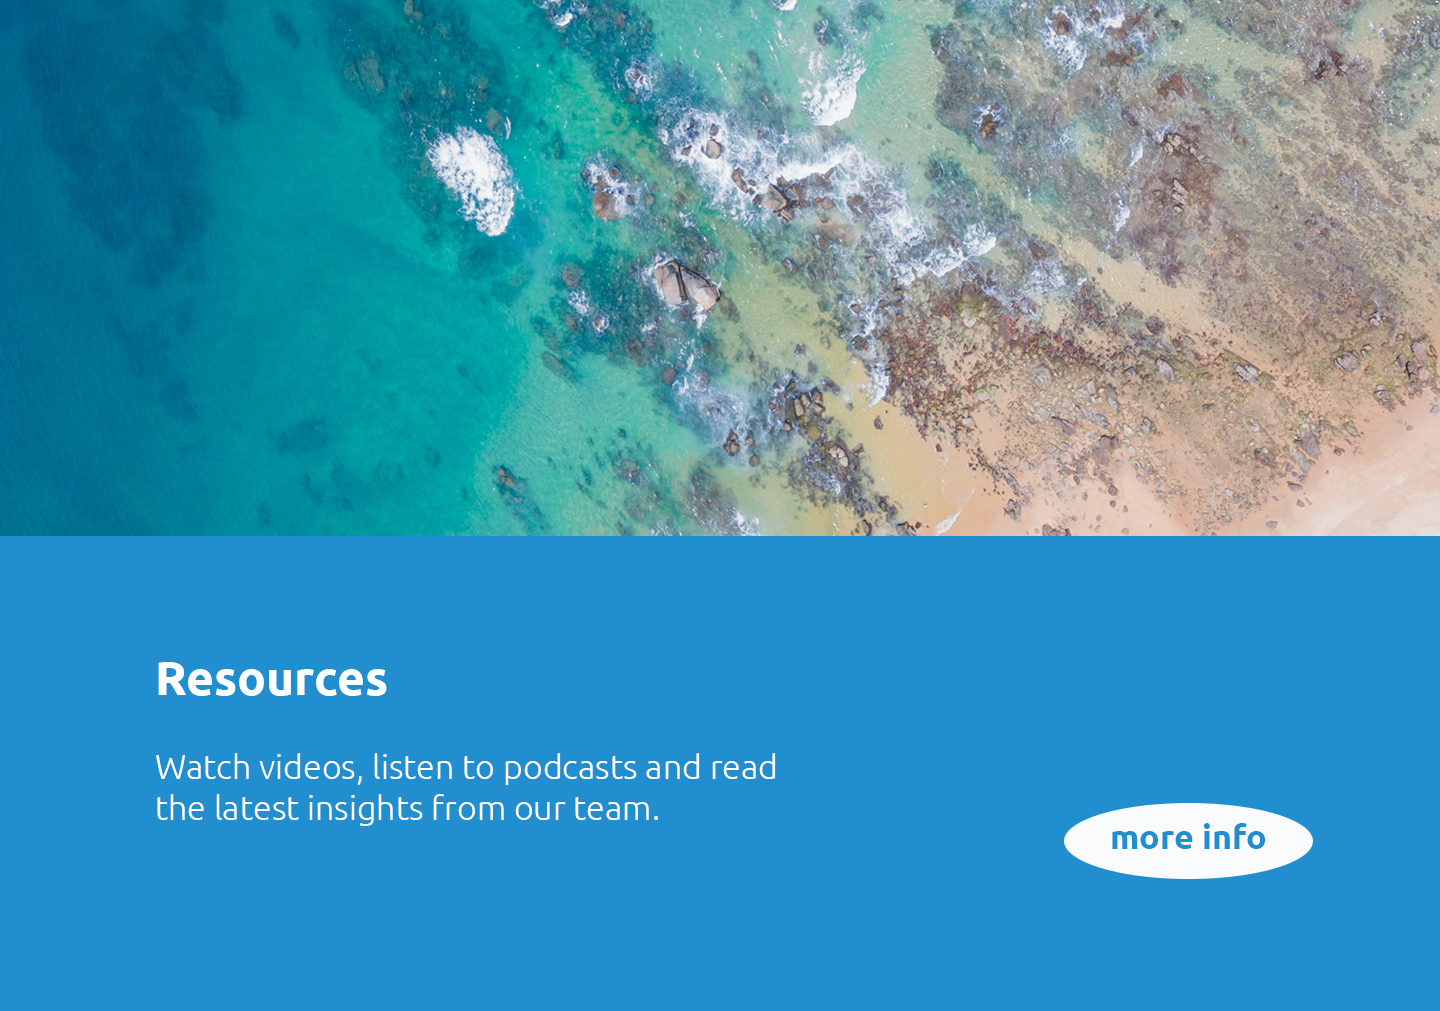 Resources
Watch videos, listen to podcasts and read
the latest insights from our team.
more info